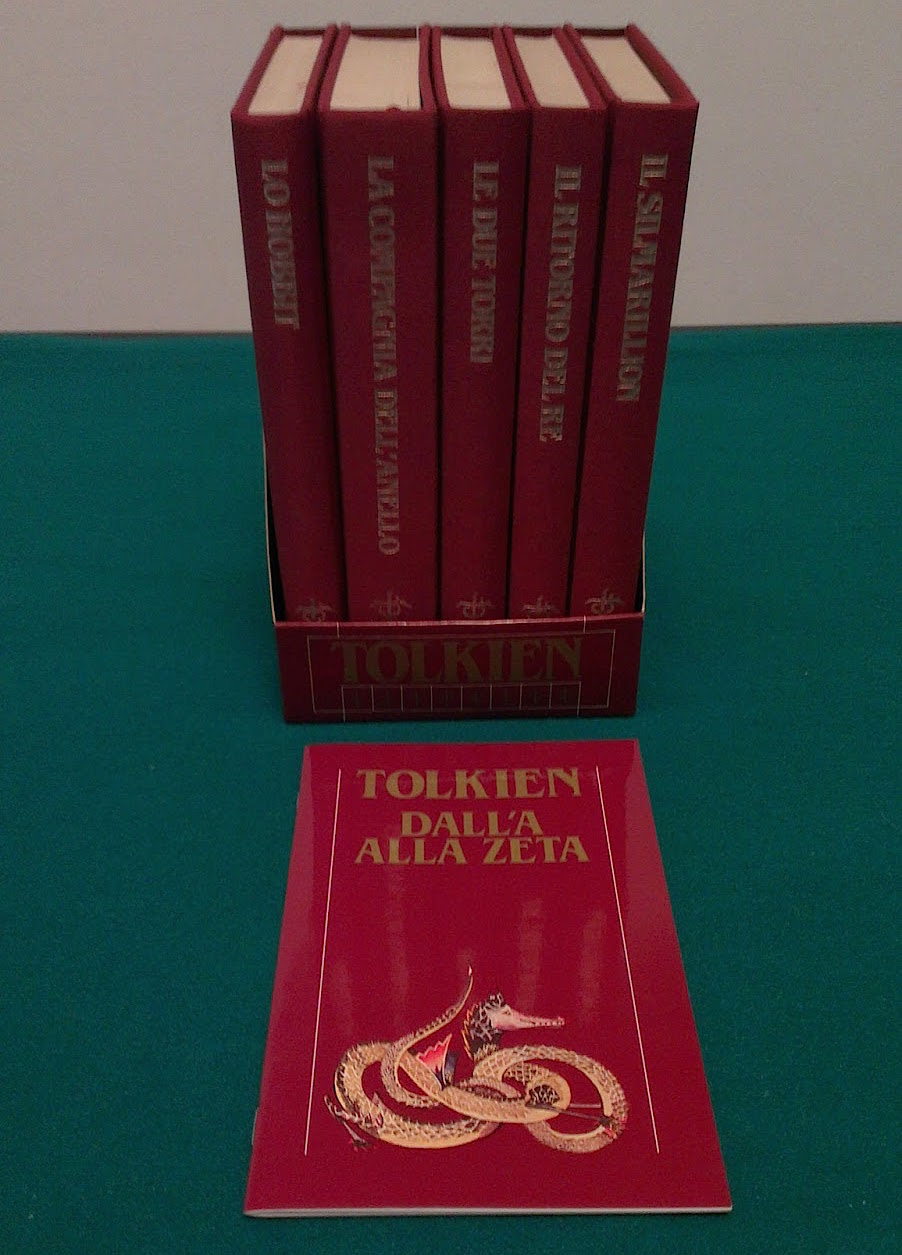 LO HOBBIT
LA COMPAGNIA DELL'ANELLO
LE DUE TORRI
IL RITORNO DEL RE
IL SILMARILLION
TOLKIEN
TOLKIEN
DALL'A
ALLA ZETA